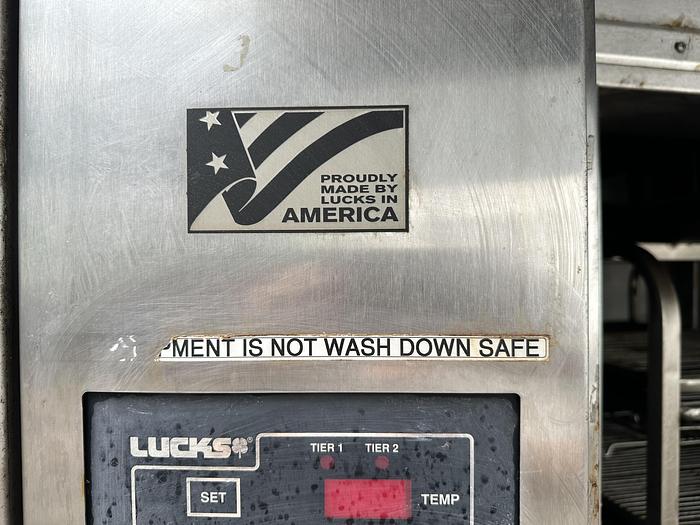 PROUDLY
MADE BY
LUCKS IN
AMERICA
PMENT IS NOT WASH DOWN SAFE
LUCKS®
TIER 1 TIER 2
SET
TEMP